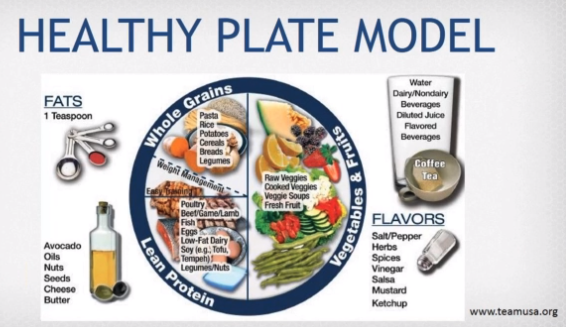 HEALTHY PLATE MODEL
FATS
1 Teaspoon
Avocado
Oils
Nuts
Seeds
Cheese
Butter
Whole Grains
Pasta
Rice
Potatoes
Cereals
Breads
Legumes
Weight Management
Easy Training
Poultry
Beef/Game/Lamb
Fish
Eggs
Low-Fat Dairy
Soy (e.g., Tofu,
Tempeh)
Legumes/Nuts
Lean Protein
Raw Veggies
Cooked Veggies
Veggie Soups
Fresh Fruit
Vegetables & Fruits
Water
Dairy/Nondairy
Beverages
Diluted Juice
Flavored
Beverages
Coffee
Tea
FLAVORS
Salt/Pepper
Herbs
Spices
Vinegar
Salsa
Mustard
Ketchup
www.teamusa.org